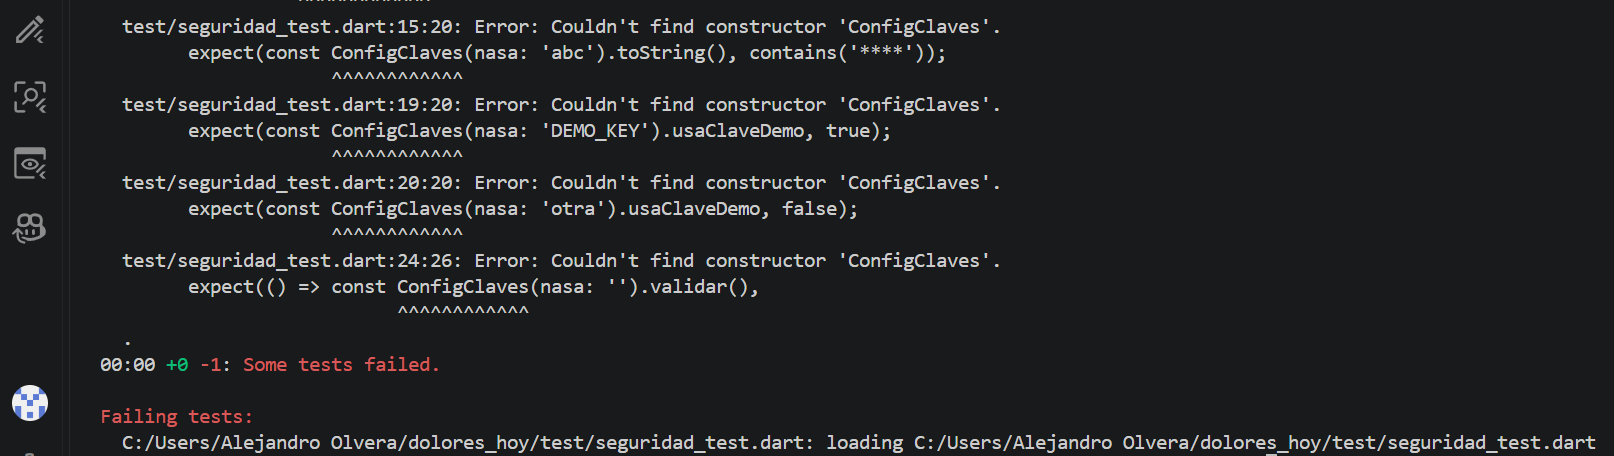 ^^^^^^^^^^^^
test/seguridad_test.dart:15:20: Error: Couldn't find constructor 'ConfigClaves'.
expect(const ConfigClaves(nasa: 'abc').toString(), contains('****'));
^^^^^^^^^^^^
test/seguridad_test.dart:19:20: Error: Couldn't find constructor 'ConfigClaves'.
expect(const ConfigClaves(nasa: 'DEMO_KEY').usaClaveDemo, true);
^^^^^^^^^^^^
test/seguridad_test.dart:20:20: Error: Couldn't find constructor 'ConfigClaves'.
expect(const ConfigClaves(nasa: 'otra').usaClaveDemo, false);
^^^^^^^^^^^^
test/seguridad_test.dart:24:26: Error: Couldn't find constructor 'ConfigClaves'.
expect(() => const ConfigClaves(nasa: '').validar(),
^^^^^^^^^^^^
.
00:00 +0 -1: Some tests failed.
Failing tests:
C:/Users/Alejandro Olvera/dolores_hoy/test/seguridad_test.dart: loading C:/Users/Alejandro Olvera/dolores_hoy/test/seguridad_test.dart